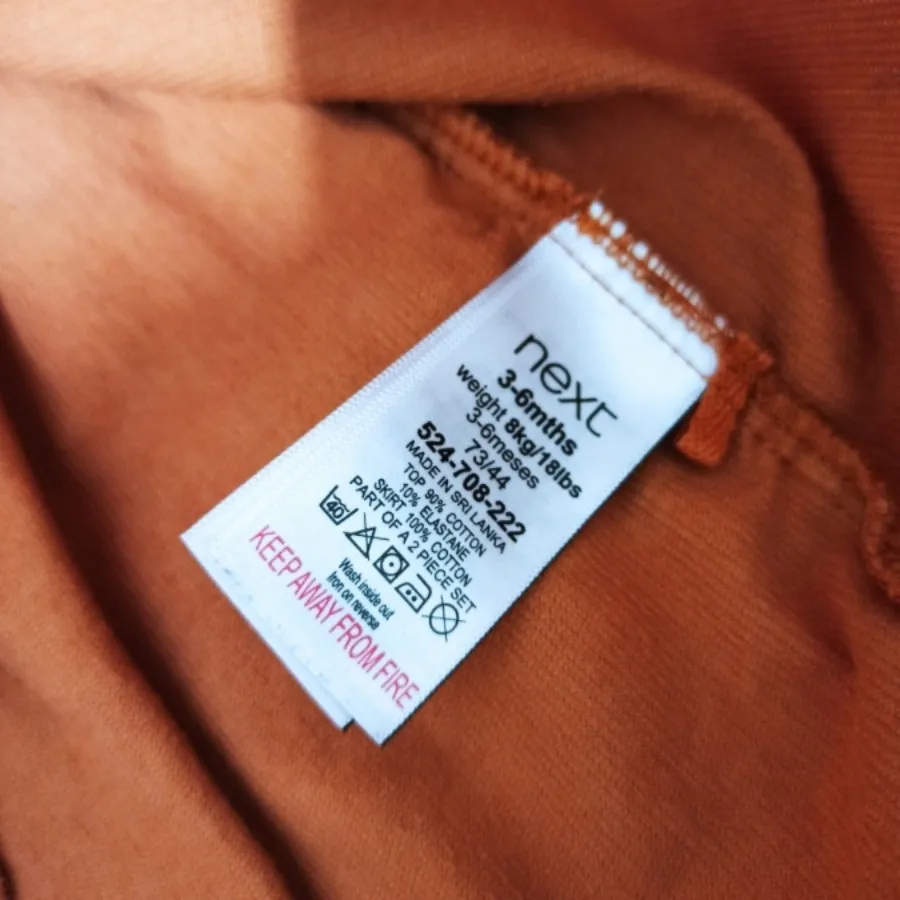 next
3-6mths
weight 8kg/18lbs
3-6meses
73/44
524-708-222
MADE IN SRI LANKA
TOP 90% COTTON
10% ELASTANE
SKIRT 100% COTTON
PART OF A 2 PIECE SET
40
Wash inside out
Iron on reverse
KEEP AWAY FROM FIRE